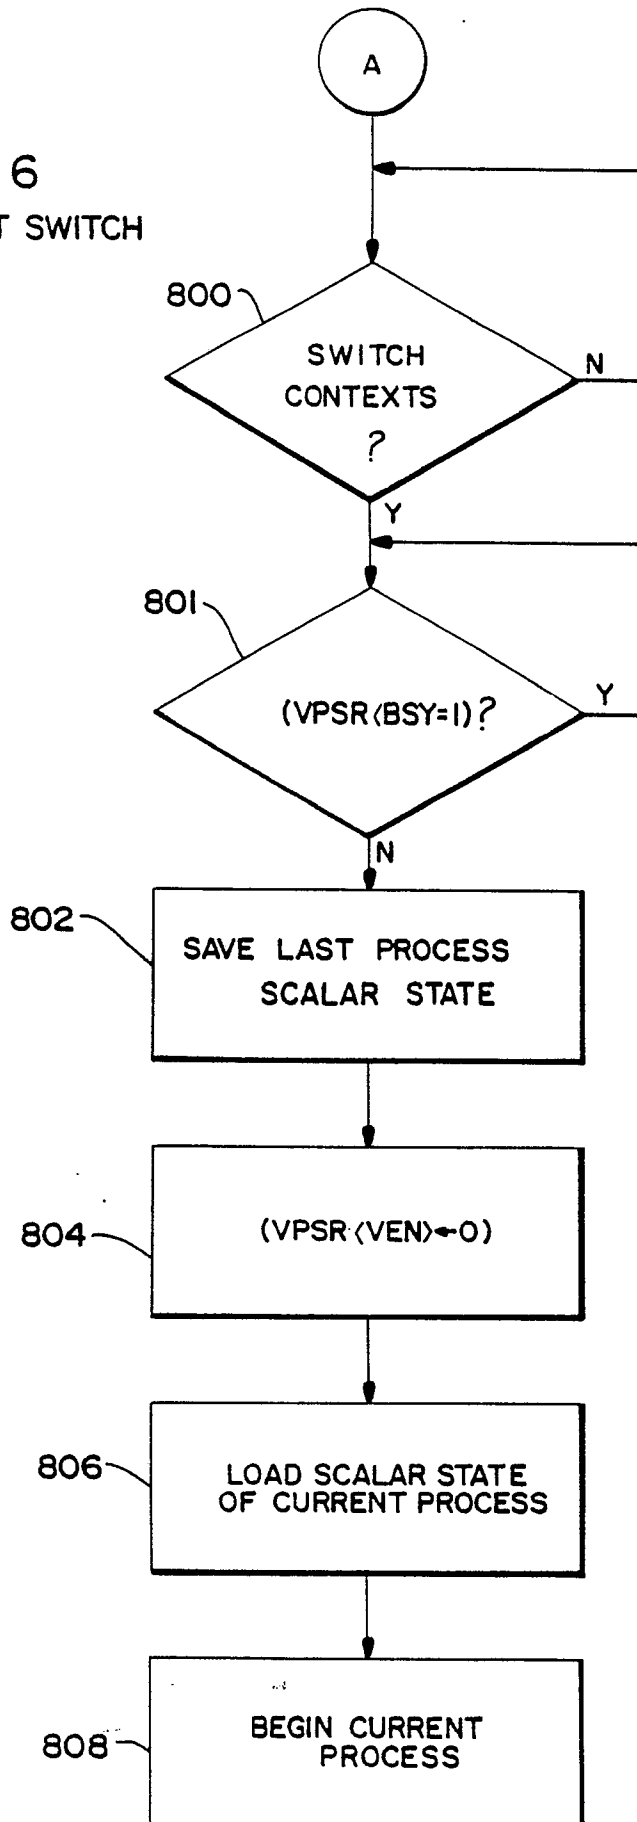 A
6
T SWITCH
800
SWITCH
CONTEXTS
?
N
Y
801
(VPSR<BSY=1)?
Y
N
802
SAVE LAST PROCESS
SCALAR STATE
804
(VPSR<VEN>←0)
806
LOAD SCALAR STATE
OF CURRENT PROCESS
808
BEGIN CURRENT
PROCESS